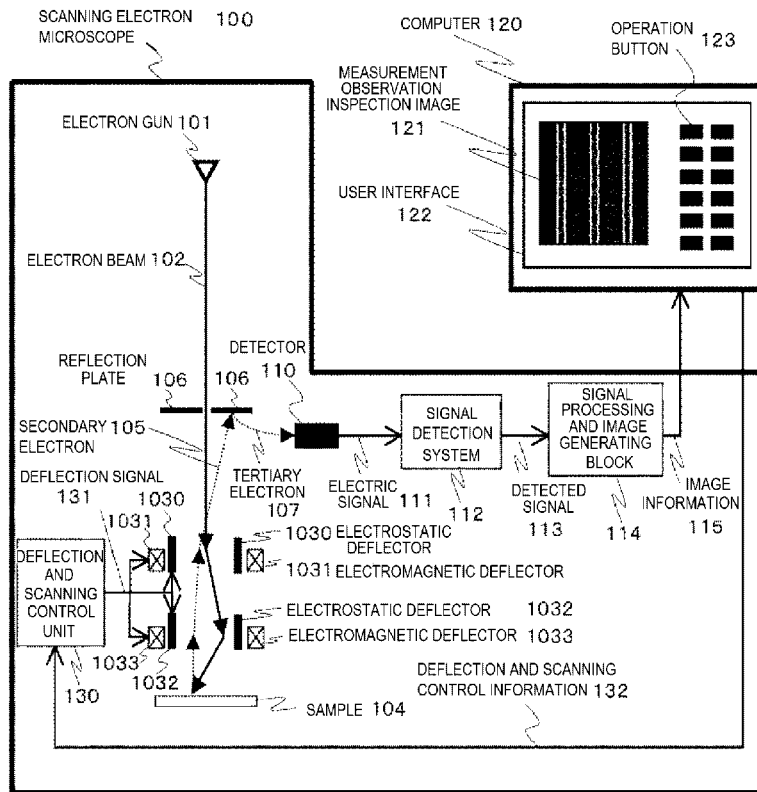 SCANNING ELECTRON
MICROSCOPE 100
COMPUTER 120
OPERATION
BUTTON 123
MEASUREMENT
OBSERVATION
INSPECTION IMAGE
121
ELECTRON GUN 101
USER INTERFACE
122
ELECTRON BEAM 102
DETECTOR
110
REFLECTION
PLATE 106
106
SIGNAL
DETECTION
SYSTEM
SIGNAL
PROCESSING
AND IMAGE
GENERATING
BLOCK
SECONDARY
ELECTRON 105
TERTIARY
ELECTRON
107
ELECTRIC
SIGNAL 111
112
DETECTED
SIGNAL 113
114
IMAGE
INFORMATION
115
DEFLECTION SIGNAL
131
1030
1031
1030 ELECTROSTATIC
DEFLECTOR
1031
ELECTROMAGNETIC DEFLECTOR
DEFLECTION
AND
SCANNING
CONTROL
UNIT
ELECTROSTATIC DEFLECTOR
1032
ELECTROMAGNETIC DEFLECTOR 1033
1033
1032
130
DEFLECTION AND SCANNING
CONTROL INFORMATION 132
SAMPLE 104